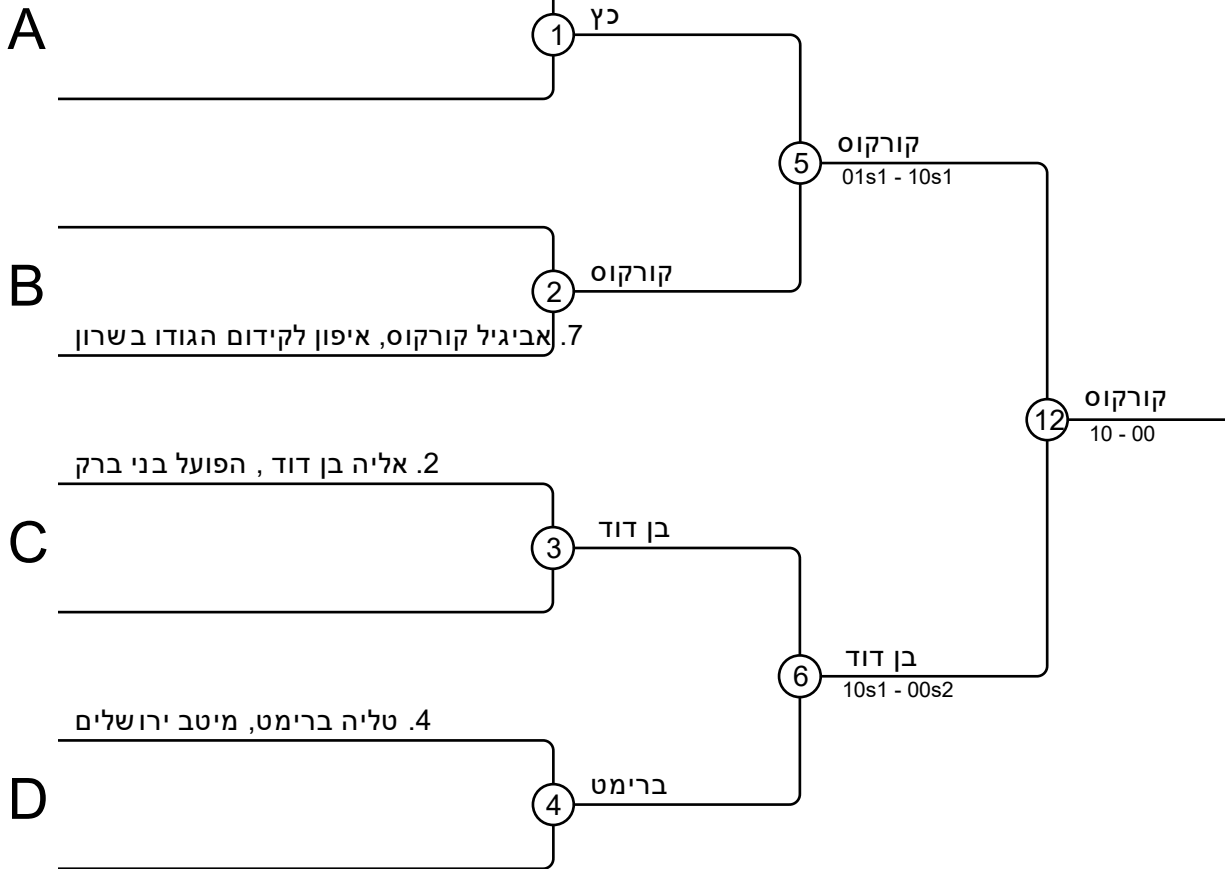 A
1
כץ
5
קורקוס
01s1 - 10s1
B
2
קורקוס
7. אביגיל קורקוס, איפון לקידום הגודו בשרון
12
קורקוס
10 - 00
2. אליה בן דוד , הפועל בני ברק
C
3
בן דוד
6
בן דוד
10s1 - 00s2
4. טליה ברימט, מיטב ירושלים
D
4
ברימט